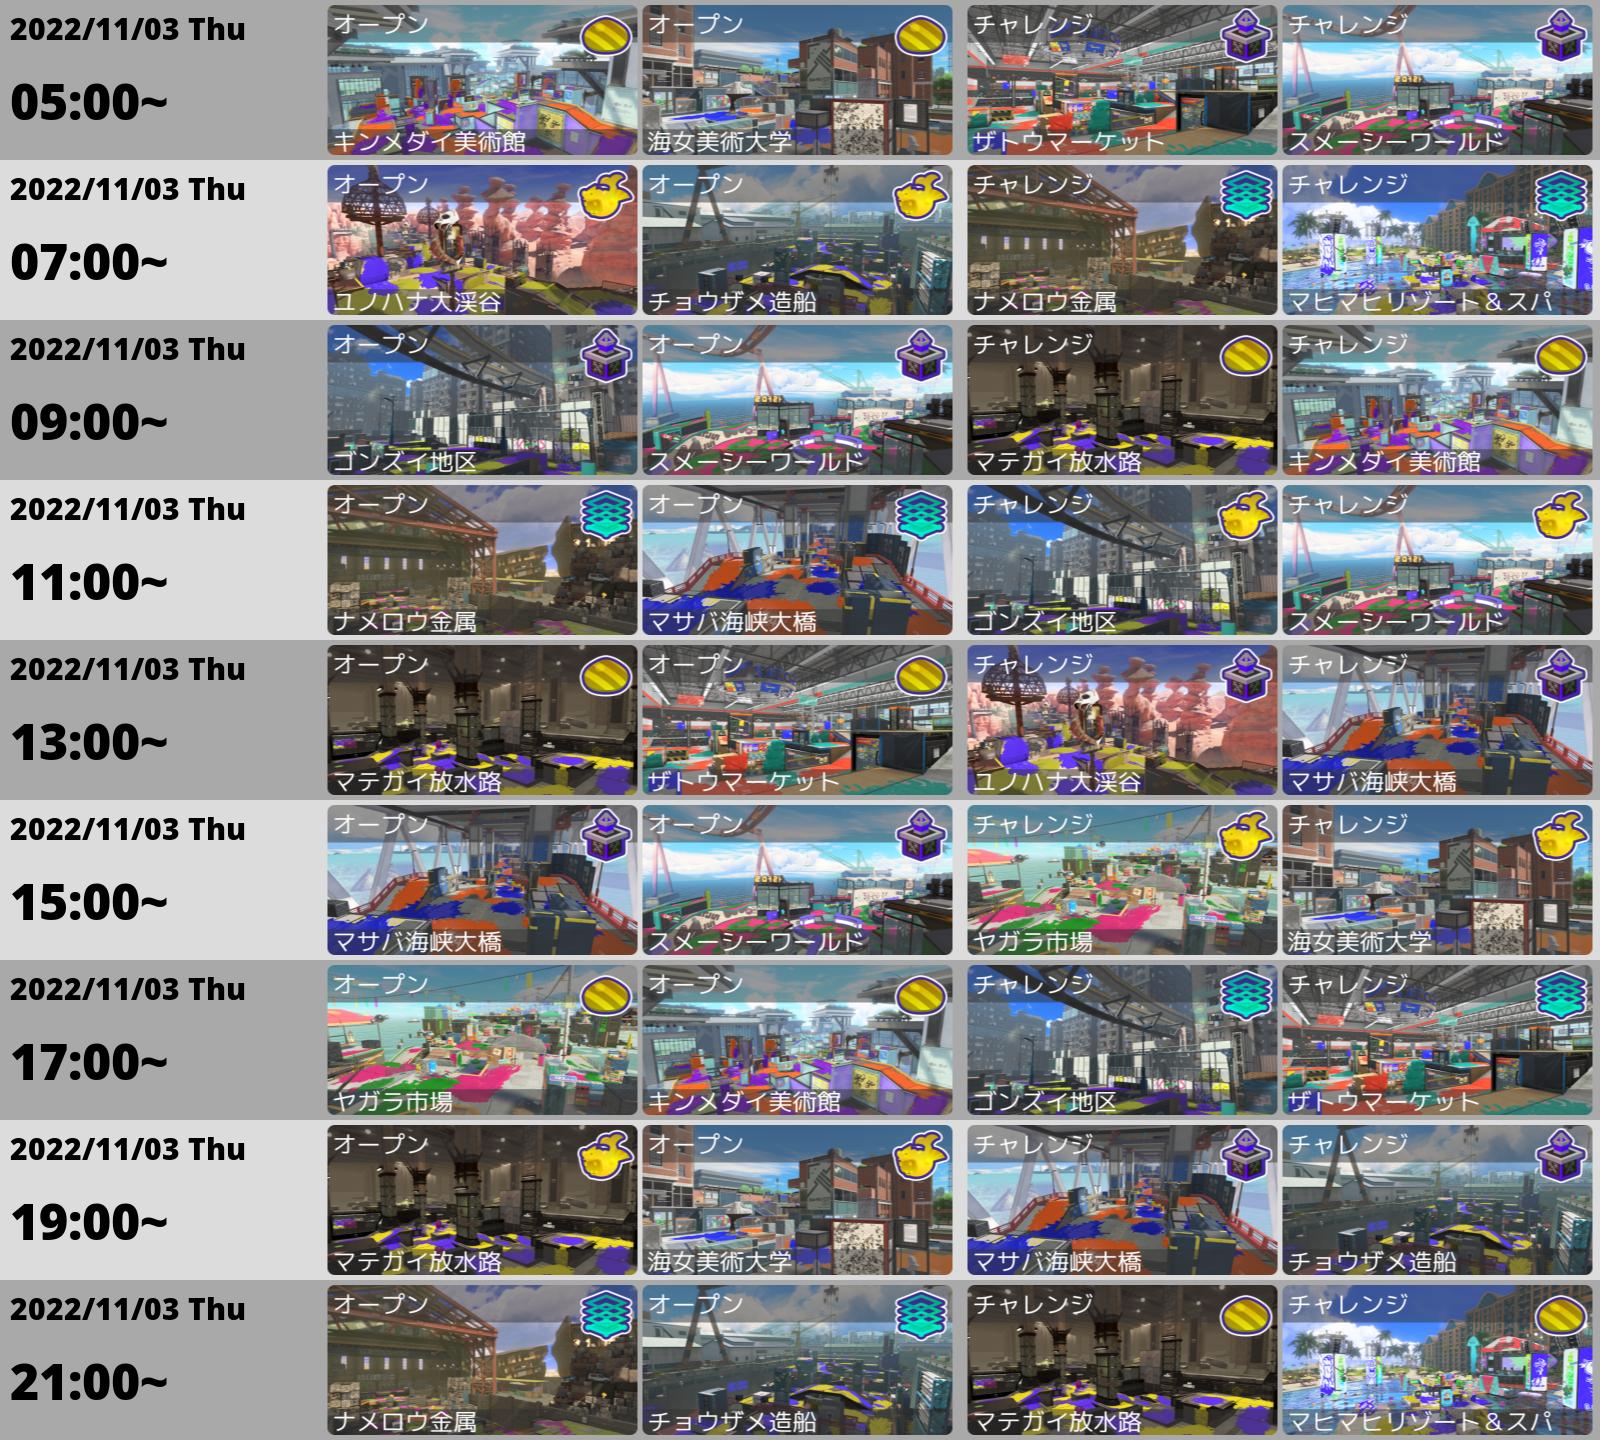 2022/11/03 Thu
05:00~
オープン
キンメダイ美術館
オープン
海女美術大学
チャレンジ
ザトウマーケット
チャレンジ
スメーシーワールド
2022/11/03 Thu
07:00~
オープン
ユノハナ大渓谷
オープン
チョウザメ造船
チャレンジ
ナメロウ金属
チャレンジ
マヒマヒリゾート＆スパ
2022/11/03 Thu
09:00~
オープン
ゴンズイ地区
オープン
スメーシーワールド
チャレンジ
マテガイ放水路
チャレンジ
キンメダイ美術館
2022/11/03 Thu
11:00~
オープン
ナメロウ金属
オープン
マサバ海峡大橋
チャレンジ
ゴンズイ地区
チャレンジ
スメーシーワールド
2022/11/03 Thu
13:00~
オープン
マテガイ放水路
オープン
ザトウマーケット
チャレンジ
ユノハナ大渓谷
チャレンジ
マサバ海峡大橋
2022/11/03 Thu
15:00~
オープン
マサバ海峡大橋
オープン
スメーシーワールド
チャレンジ
ヤガラ市場
チャレンジ
海女美術大学
2022/11/03 Thu
17:00~
オープン
ヤガラ市場
オープン
キンメダイ美術館
チャレンジ
ゴンズイ地区
チャレンジ
ザトウマーケット
2022/11/03 Thu
19:00~
オープン
マテガイ放水路
オープン
海女美術大学
チャレンジ
マサバ海峡大橋
チャレンジ
チョウザメ造船
2022/11/03 Thu
21:00~
オープン
ナメロウ金属
オープン
チョウザメ造船
チャレンジ
マテガイ放水路
チャレンジ
マヒマヒリゾート＆スパ